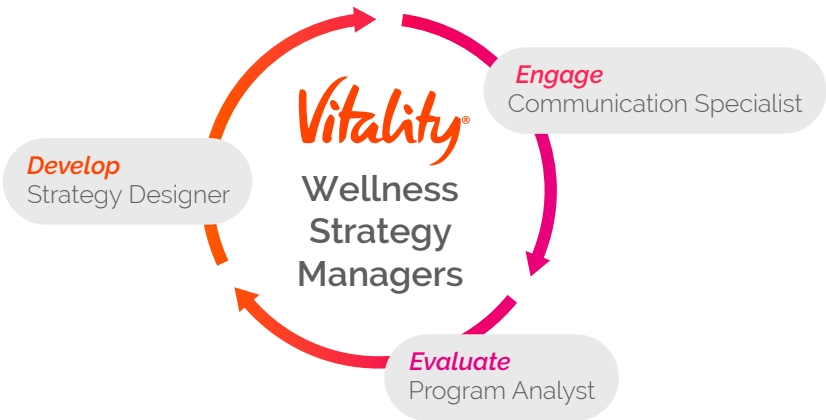 Engage
Communication Specialist
Vitality®
Wellness
Strategy
Managers
Develop
Strategy Designer
Evaluate
Program Analyst